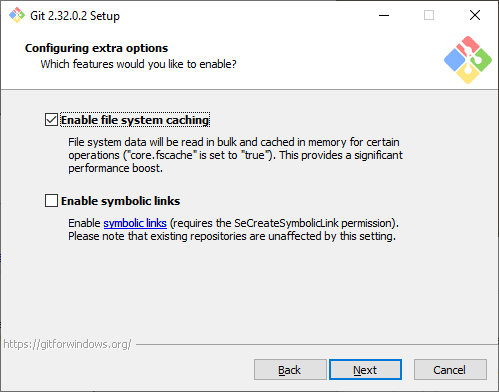 Git 2.32.0.2 Setup
Configuring extra options
Which features would you like to enable?
Enable file system caching
File system data will be read in bulk and cached in memory for certain
operations ("core.fscache" is set to "true"). This provides a significant
performance boost.
Enable symbolic links
Enable symbolic links (requires the SeCreateSymbolicLink permission).
Please note that existing repositories are unaffected by this setting.
https://gitforwindows.org/
Back
Next
Cancel